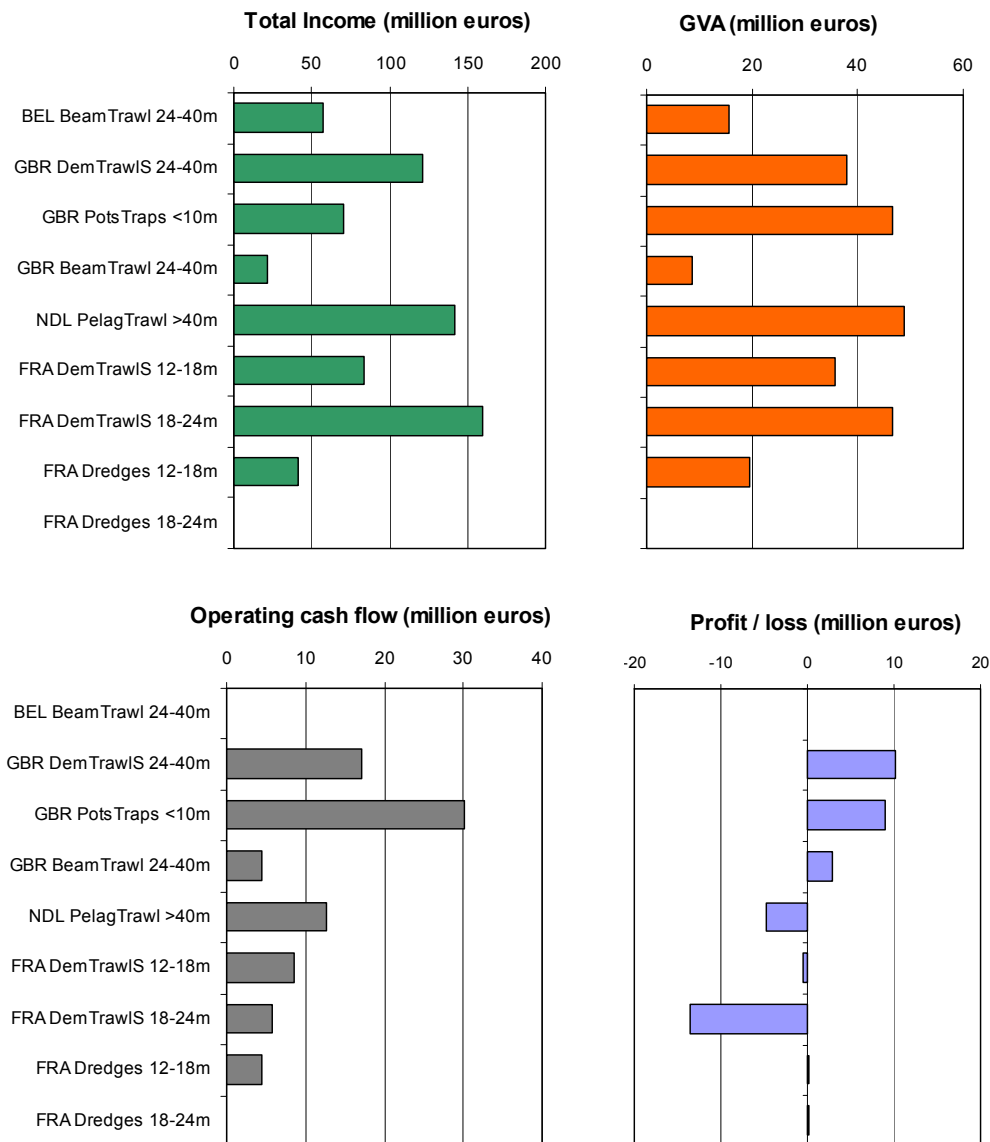 Total Income (million euros)
0 50 100 150 200
BEL BeamTrawl 24-40m
GBR DemTrawlS 24-40m
GBR PotsTraps <10m
GBR BeamTrawl 24-40m
NDL PelagTrawl >40m
FRA DemTrawlS 12-18m
FRA DemTrawlS 18-24m
FRA Dredges 12-18m
FRA Dredges 18-24m
GVA (million euros)
0 20 40 60
Operating cash flow (million euros)
0 10 20 30 40
BEL BeamTrawl 24-40m
GBR DemTrawlS 24-40m
GBR PotsTraps <10m
GBR BeamTrawl 24-40m
NDL PelagTrawl >40m
FRA DemTrawlS 12-18m
FRA DemTrawlS 18-24m
FRA Dredges 12-18m
FRA Dredges 18-24m
Profit / loss (million euros)
-20 -10 0 10 20